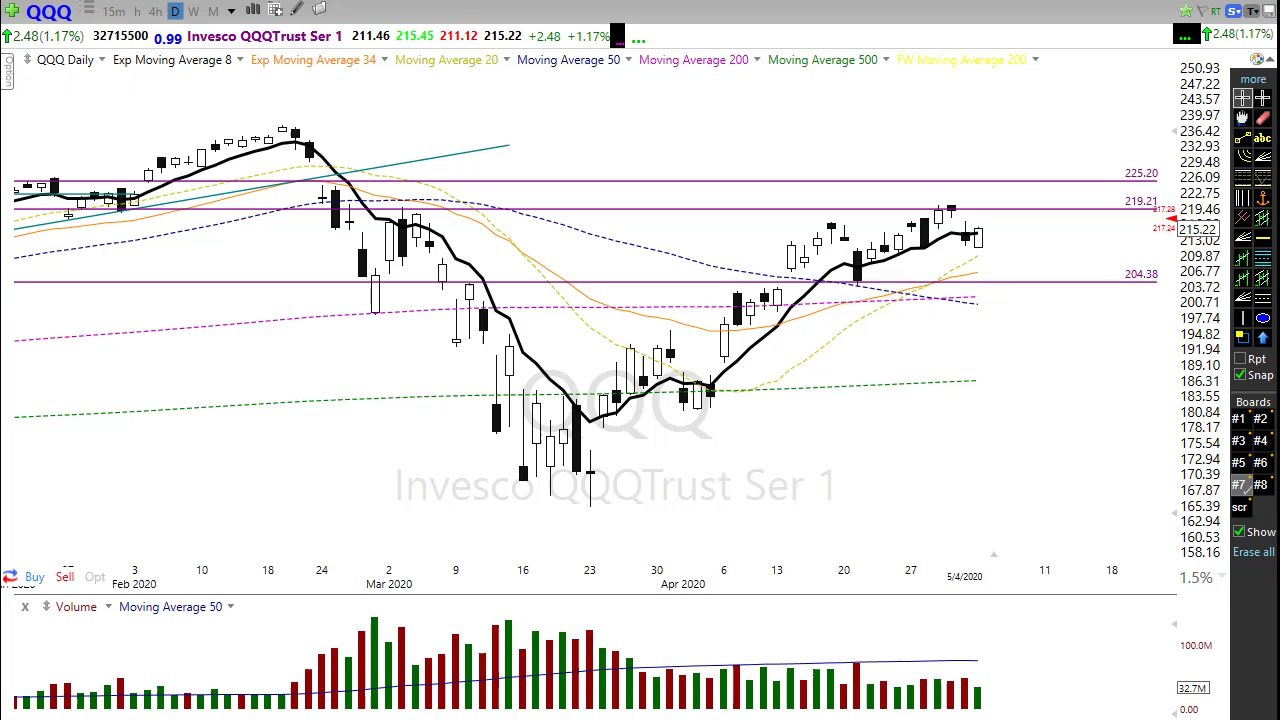 QQQ 15m h 4h D W M RT S T
2.48(1.17%) 32715500 0.99 Invesco QQQTrust Ser 1 211.46 215.45 211.12 215.22 +2.48 +1.17% ... ... 2.48(1.17%)
Option QQQ Daily Exp Moving Average 8 Exp Moving Average 34 Moving Average 20 Moving Average 50 Moving Average 200 Moving Average 500 FW Moving Average 200
250.93
more
247.22
243.57
abc
239.97
236.42
232.93
229.48
225.20
226.09
222.75
219.21
217.28
219.46
217.24
215.22
213.02
209.87
206.77
204.38
203.72
200.71
197.74
194.82
191.94
189.10
Rpt
186.31
Snap
183.55
Boards
180.84
#1 #2
178.17
175.54
#3 #4
172.94
#5 #6
170.39
QQQ
Invesco QQQTrust Ser 1
167.87
#7 #8
165.39
scr
162.94
160.53
Show
158.16
Erase all
3 10 18 24 2 9 16 23 30 6 13 20 27 5/4/2020 11 18
Buy Sell Opt 1.5%
Feb 2020 Mar 2020 Apr 2020
x Volume Moving Average 50
100.0M
32.7M
0.00